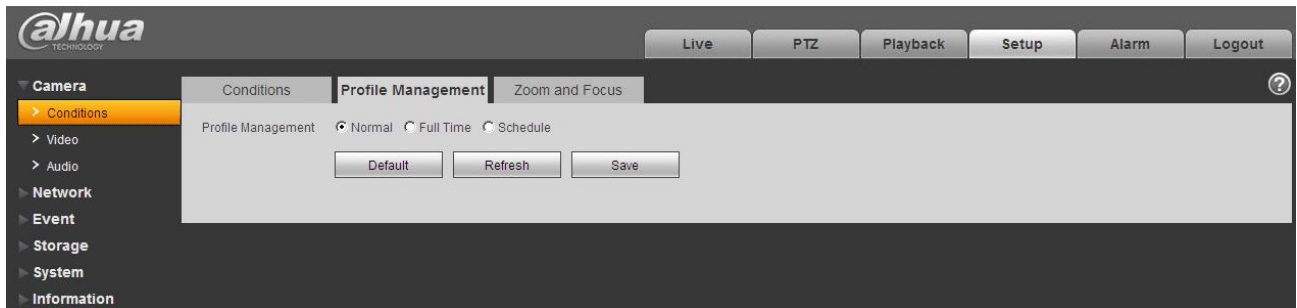 alhua
TECHNOLOGY
Live PTZ Playback Setup Alarm Logout
Camera
Conditions
Video
Audio
Network
Event
Storage
System
Information
Conditions Profile Management Zoom and Focus
?
Profile Management Normal Full Time Schedule
Default Refresh Save